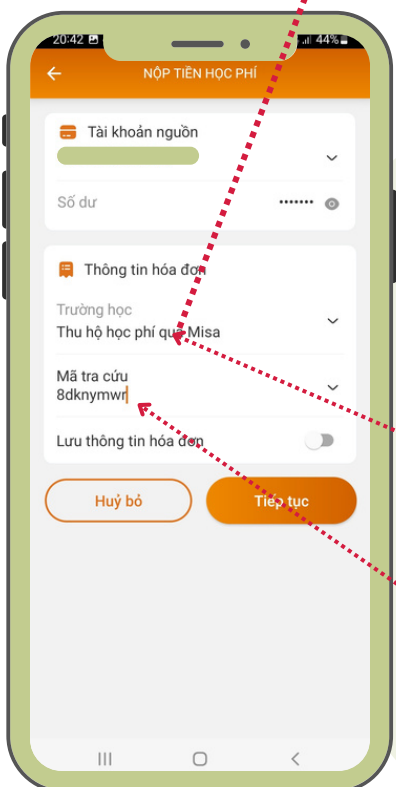 20:42
44%
NỘP TIỀN HỌC PHÍ
Tài khoản nguồn
Số dư
•••••••
Thông tin hóa đơn
Trường học
Thu hộ học phí qua Misa
Mã tra cứu
8dknymwr
Lưu thông tin hóa đơn
Huỷ bỏ
Tiếp tục